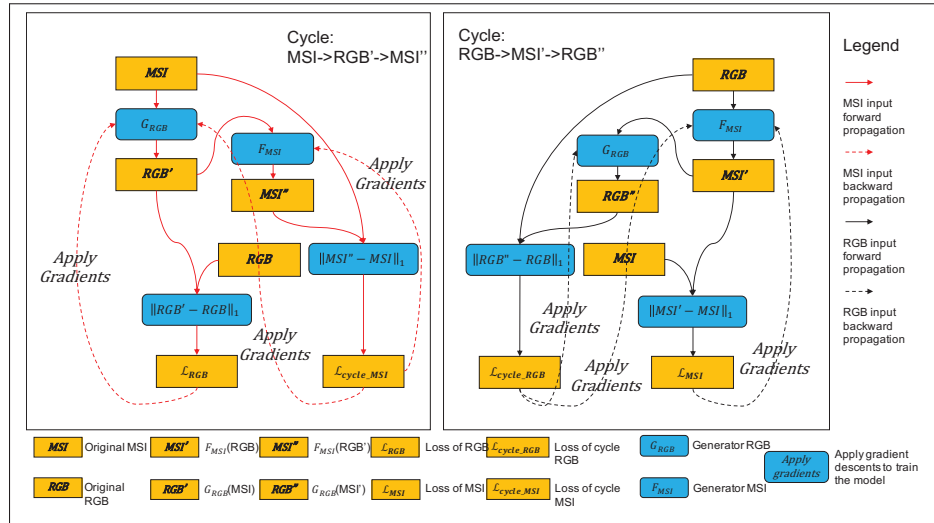 Cycle:
MSI->RGB'->MSI''
MSI
G_RGB
RGB'
F_MSI
MSI''
Apply
Gradients
Apply
Gradients
RGB
‖MSI'' − MSI‖₁
‖RGB' − RGB‖₁
Apply
Gradients
ℒ_RGB
ℒ_cycle_MSI
Cycle:
RGB->MSI'->RGB''
RGB
F_MSI
G_RGB
MSI'
RGB''
‖RGB'' − RGB‖₁
MSI
‖MSI' − MSI‖₁
Apply
Gradients
Apply
Gradients
Apply
Gradients
ℒ_cycle_RGB
ℒ_MSI
Legend
MSI input
forward
propagation
MSI input
backward
propagation
RGB input
forward
propagation
RGB input
backward
propagation
MSI Original MSI
MSI' F_MSI(RGB)
MSI'' F_MSI(RGB')
ℒ_RGB Loss of RGB
ℒ_cycle_RGB Loss of cycle
RGB
G_RGB Generator RGB
RGB Original
RGB
RGB' G_RGB(MSI)
RGB'' G_RGB(MSI')
ℒ_MSI Loss of MSI
ℒ_cycle_MSI Loss of cycle
MSI
F_MSI Generator MSI
Apply
gradients
Apply gradient
descents to train
the model